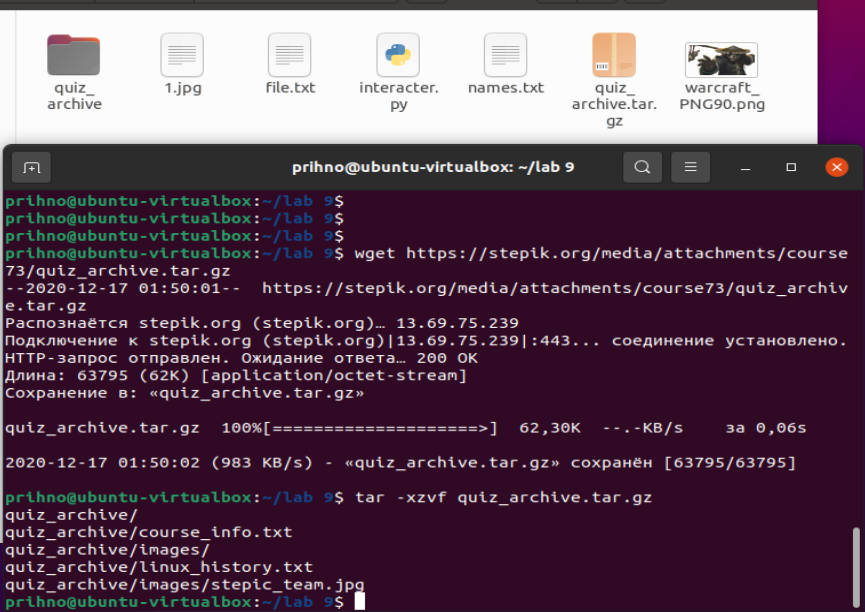 quiz_
archive
1.jpg
file.txt
interacter.
py
names.txt
quiz_
archive.tar.
gz
warcraft_
PNG90.png
prihno@ubuntu-virtualbox: ~/lab 9
prihno@ubuntu-virtualbox:~/lab 9$
prihno@ubuntu-virtualbox:~/lab 9$
prihno@ubuntu-virtualbox:~/lab 9$
prihno@ubuntu-virtualbox:~/lab 9$ wget https://stepik.org/media/attachments/course
73/quiz_archive.tar.gz
--2020-12-17 01:50:01--  https://stepik.org/media/attachments/course73/quiz_archiv
e.tar.gz
Распознаётся stepik.org (stepik.org)… 13.69.75.239
Подключение к stepik.org (stepik.org)|13.69.75.239|:443... соединение установлено.
HTTP-запрос отправлен. Ожидание ответа… 200 OK
Длина: 63795 (62K) [application/octet-stream]
Сохранение в: «quiz_archive.tar.gz»
quiz_archive.tar.gz  100%[====================>]  62,30K  --.-KB/s    за 0,06s
2020-12-17 01:50:02 (983 KB/s) - «quiz_archive.tar.gz» сохранён [63795/63795]
prihno@ubuntu-virtualbox:~/lab 9$ tar -xzvf quiz_archive.tar.gz
quiz_archive/
quiz_archive/course_info.txt
quiz_archive/images/
quiz_archive/linux_history.txt
quiz_archive/images/stepic_team.jpg
prihno@ubuntu-virtualbox:~/lab 9$